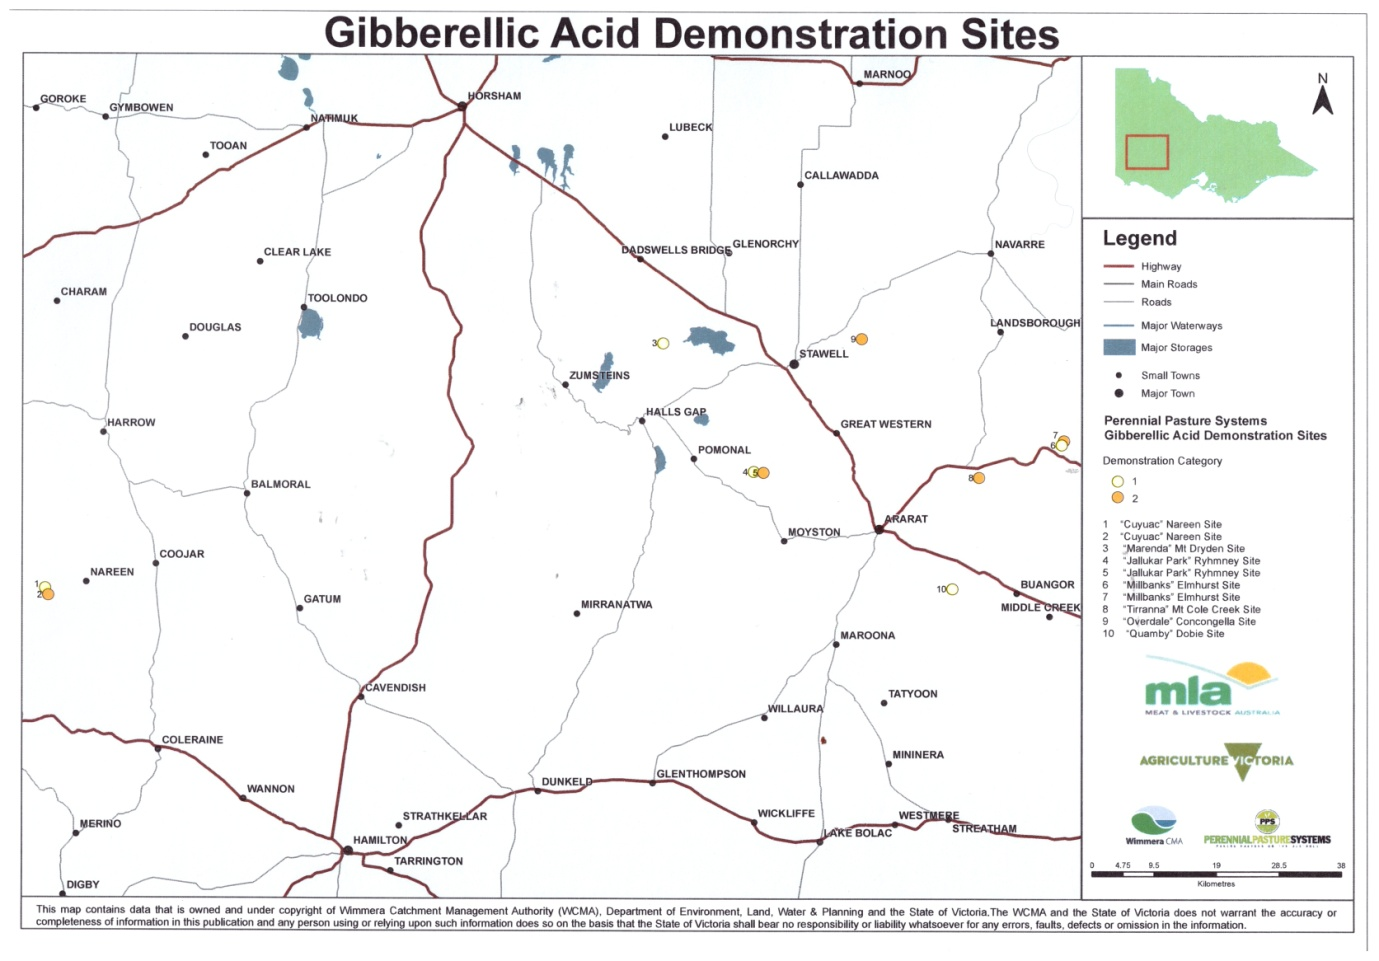 Gibberellic Acid Demonstration Sites
MARNOO
N
GOROKE
GYMBOWEN
HORSHAM
NATIMUK
LUBECK
TOOAN
CALLAWADDA
CLEAR LAKE
DADSWELLS BRIDGE
GLENORCHY
NAVARRE
CHARAM
TOOLONDO
DOUGLAS
LANDSBOROUGH
3
9
STAWELL
ZUMSTEINS
HARROW
HALLS GAP
GREAT WESTERN
7
6
POMONAL
4
5
8
BALMORAL
ARARAT
MOYSTON
COOJAR
NAREEN
1
2
GATUM
MIRRANATWA
10
BUANGOR
MIDDLE CREEK
MAROONA
CAVENDISH
TATYOON
WILLAURA
COLERAINE
MININERA
WANNON
DUNKELD
GLENTHOMPSON
MERINO
STRATHKELLAR
WICKLIFFE
WESTMERE
STREATHAM
LAKE BOLAC
HAMILTON
TARRINGTON
DIGBY
Legend
Highway
Main Roads
Roads
Major Waterways
Major Storages
Small Towns
Major Town
Perennial Pasture Systems
Gibberellic Acid Demonstration Sites
Demonstration Category
1
2
1 "Cuyuac" Nareen Site
2 "Cuyuac" Nareen Site
3 "Marenda" Mt Dryden Site
4 "Jallukar Park" Ryhmney Site
5 "Jallukar Park" Ryhmney Site
6 "Millbanks" Elmhurst Site
7 "Millbanks" Elmhurst Site
8 "Tirranna" Mt Cole Creek Site
9 "Overdale" Concongella Site
10 "Quamby" Dobie Site
mla
MEAT & LIVESTOCK AUSTRALIA
AGRICULTURE VICTORIA
Wimmera CMA
PPS
PERENNIALPASTURESYSTEMS
0 4.75 9.5 19 28.5 38
Kilometres
This map contains data that is owned and under copyright of Wimmera Catchment Management Authority (WCMA), Department of Environment, Land, Water & Planning and the State of Victoria.The WCMA and the State of Victoria does not warrant the accuracy or
completeness of information in this publication and any person using or relying upon such information does so on the basis that the State of Victoria shall bear no responsibility or liability whatsoever for any errors, faults, defects or omission in the information.